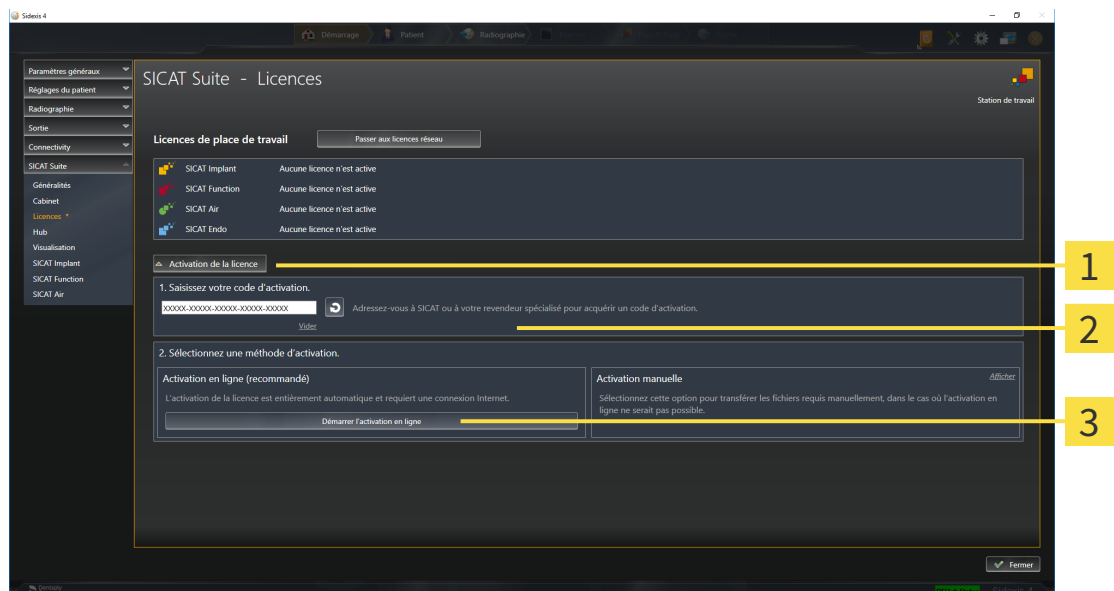 Sidexis 4
Démarrage
Patient
Radiographie
Paramètres généraux
Réglages du patient
Radiographie
Sortie
Connectivity
SICAT Suite
Généralités
Cabinet
Licences *
Hub
Visualisation
SICAT Implant
SICAT Function
SICAT Air
SICAT Suite - Licences
Station de travail
Licences de place de travail
Passer aux licences réseau
SICAT Implant Aucune licence n'est active
SICAT Function Aucune licence n'est active
SICAT Air Aucune licence n'est active
SICAT Endo Aucune licence n'est active
Activation de la licence
1
1. Saisissez votre code d'activation.
XXXXX-XXXXX-XXXXX-XXXXX-XXXXX
Adressez-vous à SICAT ou à votre revendeur spécialisé pour acquérir un code d'activation.
Vider
2
2. Sélectionnez une méthode d'activation.
Activation en ligne (recommandé)
L'activation de la licence est entièrement automatique et requiert une connexion Internet.
Démarrer l'activation en ligne
Activation manuelle
Afficher
Sélectionnez cette option pour transférer les fichiers requis manuellement, dans le cas où l'activation en
ligne ne serait pas possible.
3
Fermer
Sidexis 4